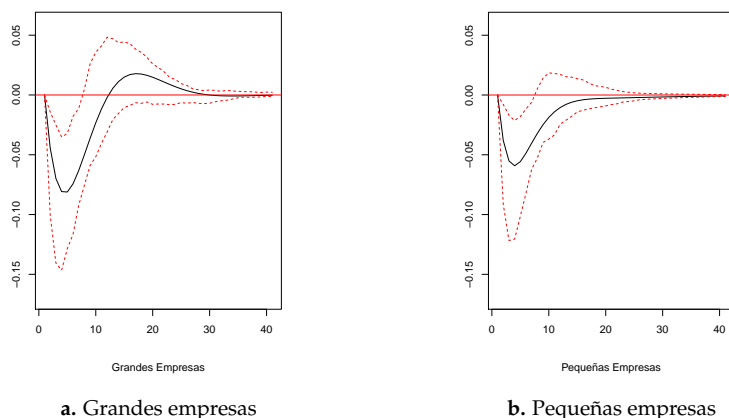 0.05
0.00
−0.05
−0.10
−0.15
0 10 20 30 40
Grandes Empresas
a. Grandes empresas
0.05
0.00
−0.05
−0.10
−0.15
0 10 20 30 40
Pequeñas Empresas
b. Pequeñas empresas